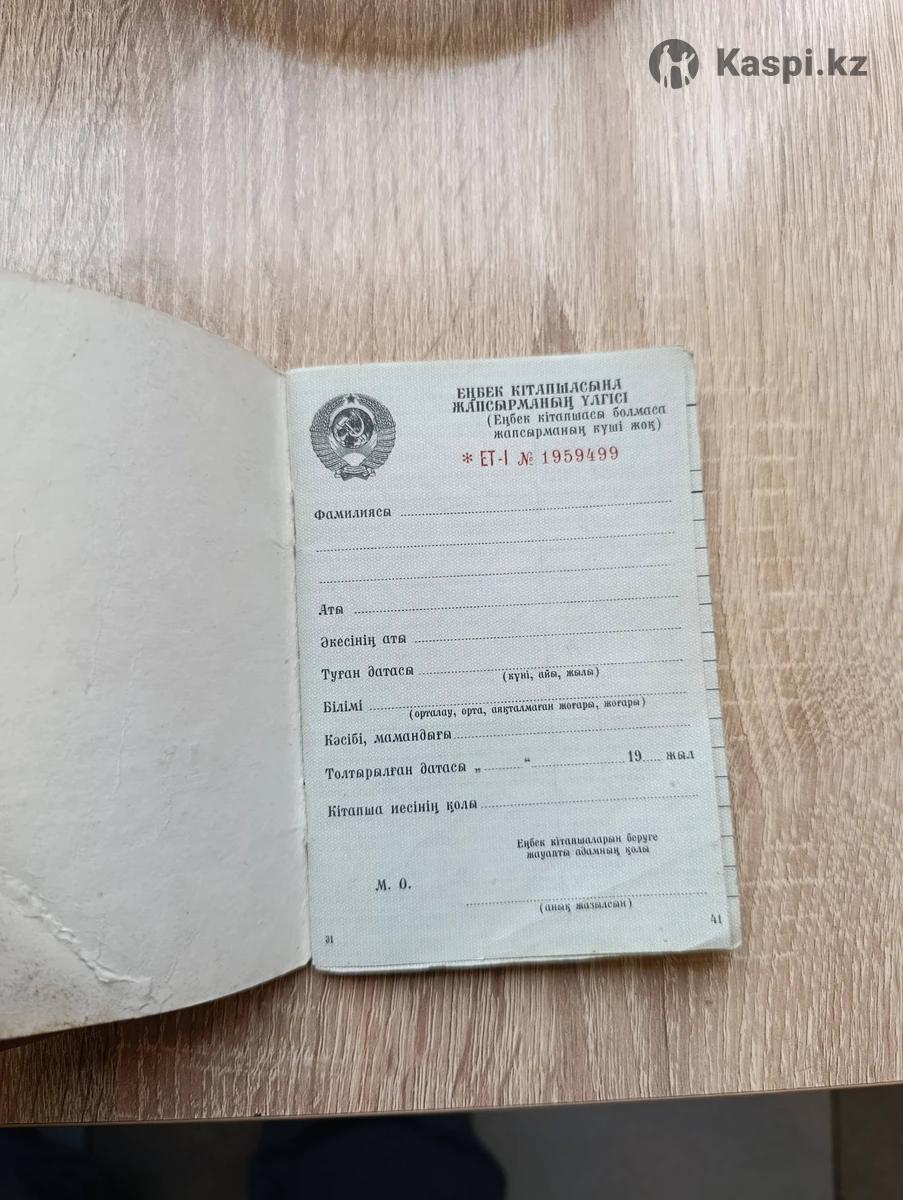 Kaspi.kz
ЕҢБЕК КІТАПШАСЫНА
ЖАПСЫРМАНЫҢ ҮЛГІСІ
(Еңбек кітапшасы болмаса
жапсырманың күші жоқ)
* ЕТ-I № 1959499
Фамилиясы
Аты
Әкесінің аты
Туған датасы
(күні, айы, жылы)
Білімі
(орталау, орта, аяқталмаған жоғары, жоғары)
Кәсібі, мамандығы
Толтырылған датасы „ “ 19 жыл
Кітапша иесінің қолы
Еңбек кітапшаларын беруге
жауапты адамның қолы
М. О.
(анық жазылсын)
31
41